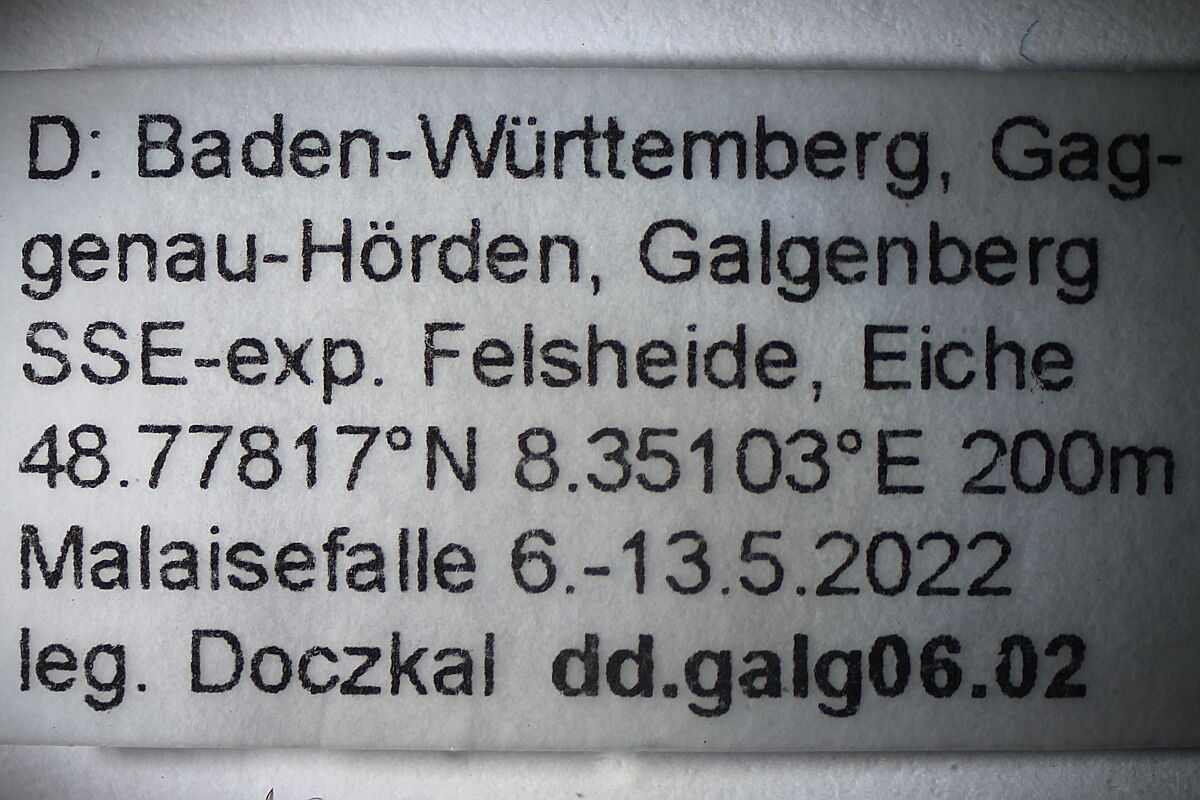 D: Baden-Württemberg, Gag-
genau-Hörden, Galgenberg
SSE-exp. Felsheide, Eiche
48.77817°N 8.35103°E 200m
Malaisefalle 6.-13.5.2022
leg. Doczkal dd.galg06.02